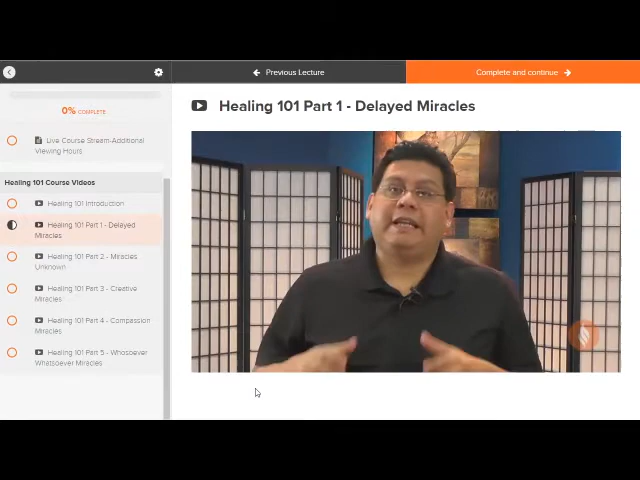 Previous Lecture
Complete and continue
0% COMPLETE
Live Course Stream-Additional
Viewing Hours
Healing 101 Course Videos
Healing 101 Introduction
Healing 101 Part 1 - Delayed
Miracles
Healing 101 Part 2 - Miracles
Unknown
Healing 101 Part 3 - Creative
Miracles
Healing 101 Part 4 - Compassion
Miracles
Healing 101 Part 5 - Whosoever
Whatsoever Miracles
Healing 101 Part 1 - Delayed Miracles